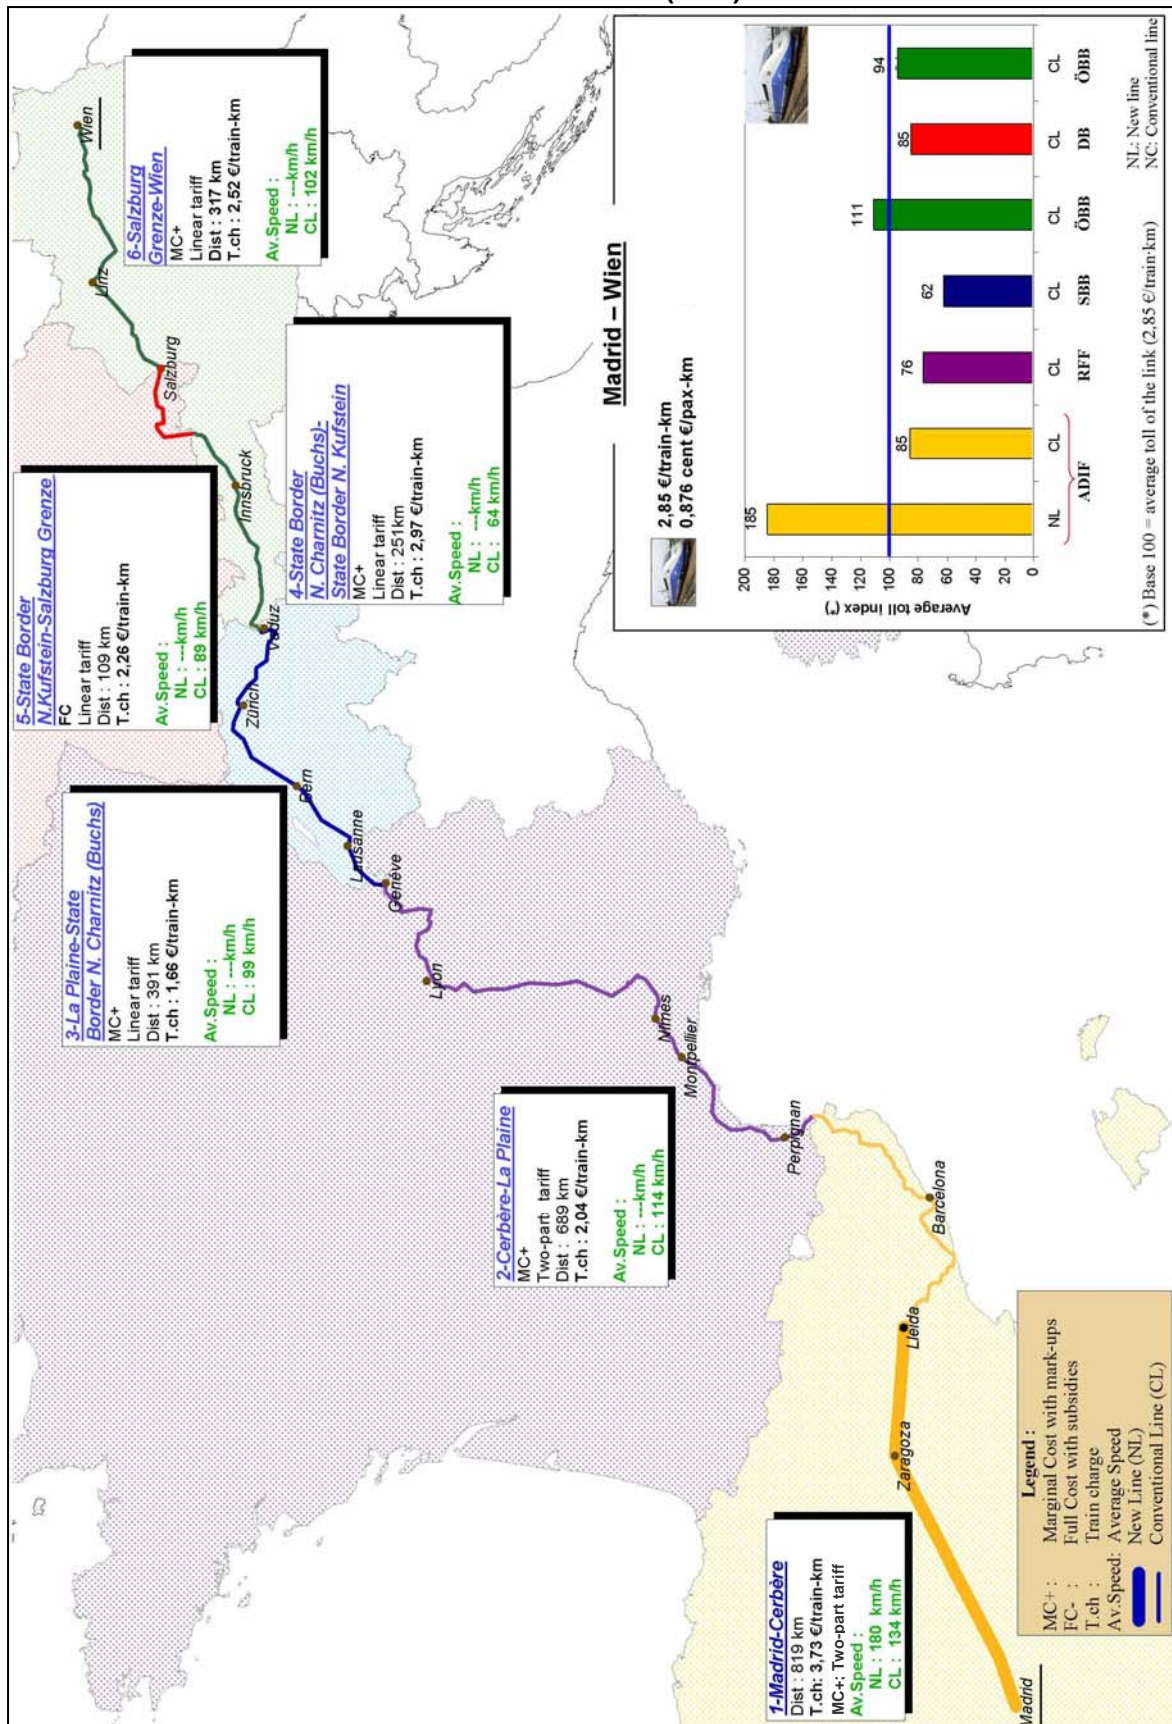 1-Madrid-Cerbère
Dist : 819 km
T.ch: 3,73 €/train-km
MC+; Two-part tariff
Av.Speed :
NL : 180 km/h
CL : 134 km/h
2-Cerbère-La Plaine
MC+
Two-part tariff
Dist : 689 km
T.ch : 2,04 €/train-km
Av.Speed :
NL : ---km/h
CL : 114 km/h
3-La Plaine-State
Border N. Charnitz (Buchs)
MC+
Linear tariff
Dist : 391 km
T.ch : 1,66 €/train-km
Av.Speed :
NL : ---km/h
CL : 99 km/h
5-State Border
N.Kufstein-Salzburg Grenze
FC
Linear tariff
Dist : 109 km
T.ch : 2,26 €/train-km
Av.Speed :
NL : ---km/h
CL : 89 km/h
4-State Border
N. Charnitz (Buchs)-
State Border N. Kufstein
MC+
Linear tariff
Dist : 251km
T.ch : 2,97 €/train-km
Av.Speed :
NL : ---km/h
CL : 64 km/h
6-Salzburg
Grenze-Wien
MC+
Linear tariff
Dist : 317 km
T.ch : 2,52 €/train-km
Av.Speed :
NL : ---km/h
CL : 102 km/h
Madrid
Zaragoza
Lleida
Barcelona
Perpignan
Montpellier
Nîmes
Lyon
Genéve
Lausanne
Bern
Zürich
Vaduz
Innsbruck
Salzburg
Linz
Wien
Legend :
MC+ : Marginal Cost with mark-ups
FC- : Full Cost with subsidies
T.ch : Train charge
Av.Speed: Average Speed
New Line (NL)
Conventional Line (CL)
Madrid – Wien
2,85 €/train-km
0,876 cent €/pax-km
Average toll index (*)
200
180
160
140
120
100
80
60
40
20
0
185
85
76
62
111
85
94
NL
CL
CL
CL
CL
CL
CL
ADIF
RFF
SBB
ÖBB
DB
ÖBB
NL: New line
NC: Conventional line
(*) Base 100 = average toll of the link (2,85 €/train·km)